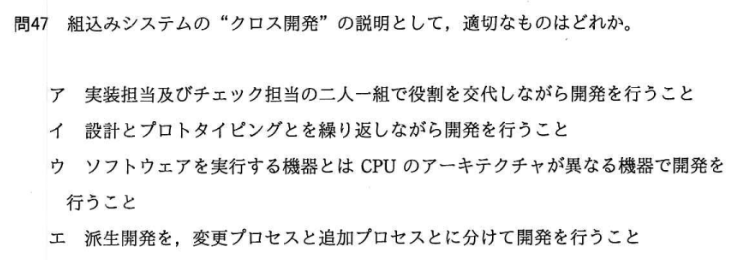 問47 組込みシステムの“クロス開発”の説明として，適切なものはどれか。
ア 実装担当及びチェック担当の二人一組で役割を交代しながら開発を行うこと
イ 設計とプロトタイピングとを繰り返しながら開発を行うこと
ウ ソフトウェアを実行する機器とは CPU のアーキテクチャが異なる機器で開発を
行うこと
エ 派生開発を，変更プロセスと追加プロセスとに分けて開発を行うこと